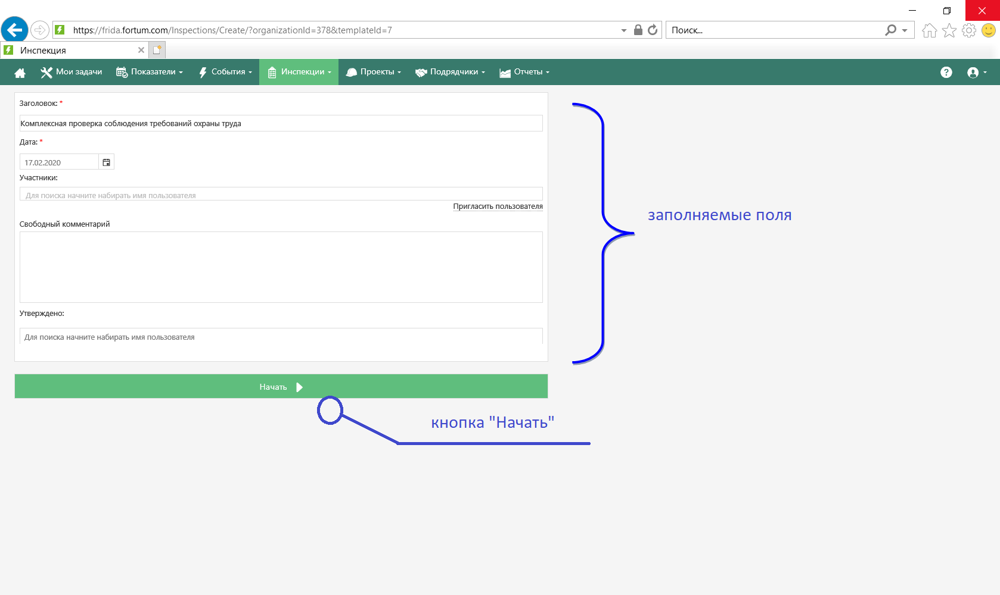 https://frida.fortum.com/Inspections/Create/?organizationId=378&templateId=7
Поиск...
Инспекция
Мои задачи Показатели События Инспекции Проекты Подрядчики Отчеты ?
Заголовок: *
Комплексная проверка соблюдения требований охраны труда
Дата: *
17.02.2020
Участники:
Для поиска начните набирать имя пользователя
Пригласить пользователя
заполняемые поля
Свободный комментарий
Утверждено:
Для поиска начните набирать имя пользователя
Начать
кнопка "Начать"